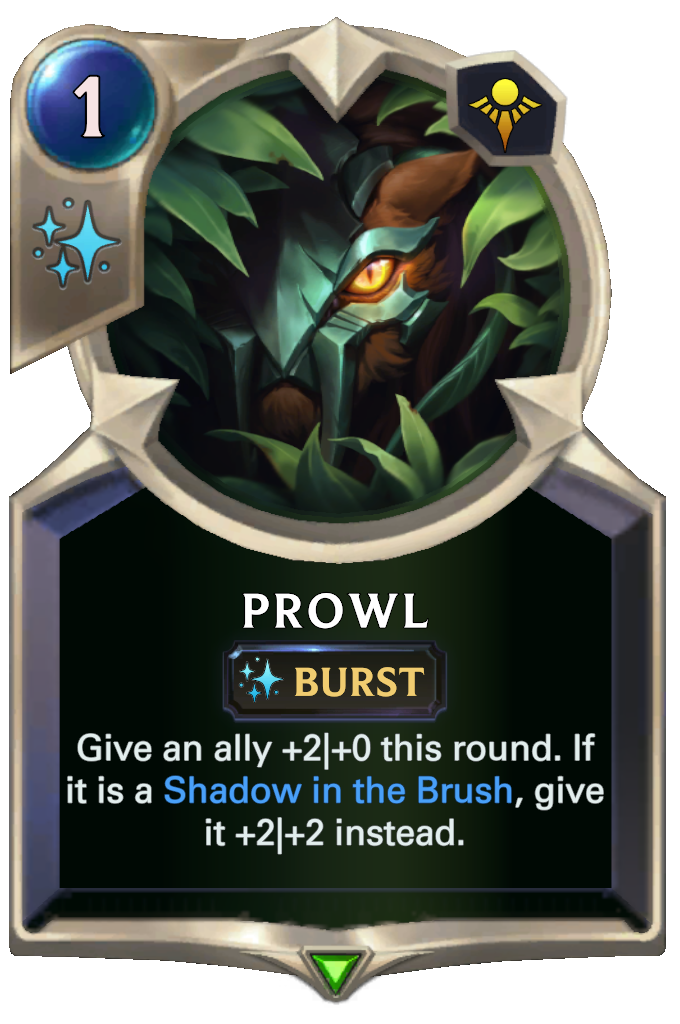 1
PROWL
BURST
Give an ally +2|+0 this round. If
it is a Shadow in the Brush, give
it +2|+2 instead.